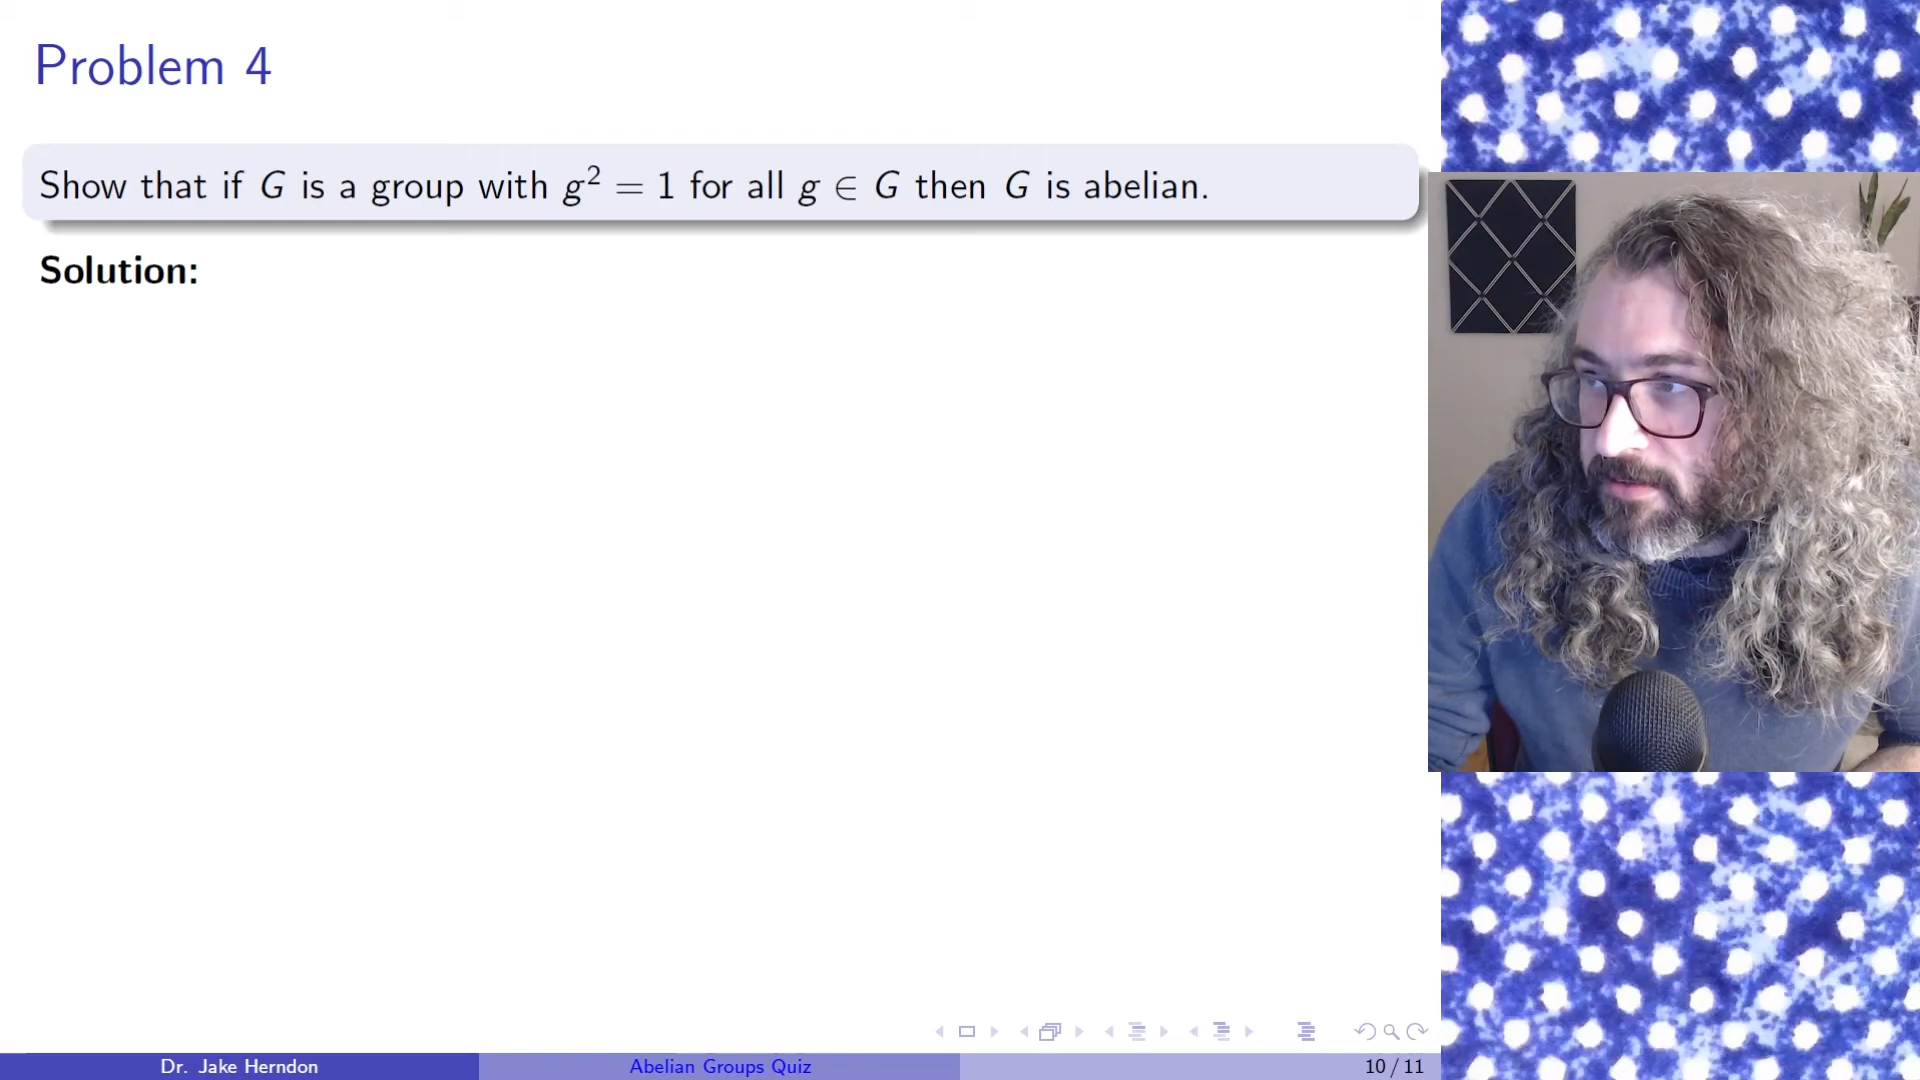 Problem 4
Show that if G is a group with g² = 1 for all g ∈ G then G is abelian.
Solution:
Dr. Jake Herndon
Abelian Groups Quiz
10 / 11